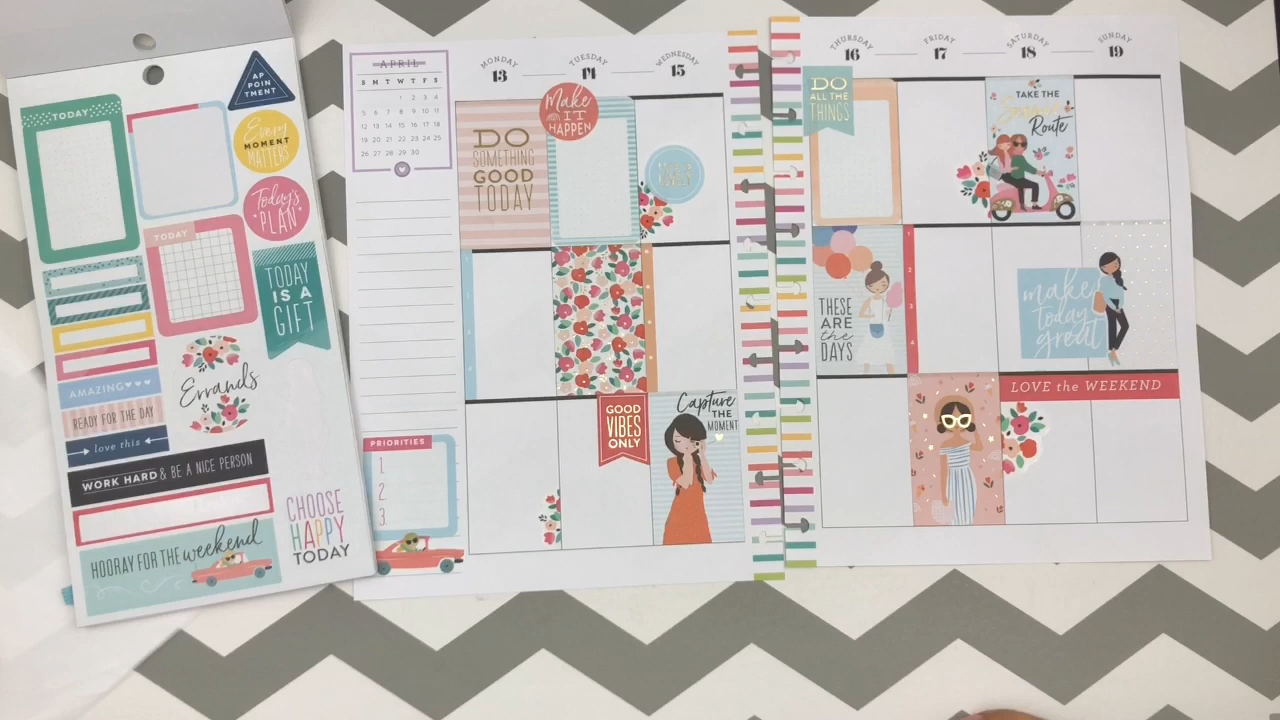 AP
POIN
TMENT
TODAY
Every
MOMENT
MATTERS
Today's
PLAN
TODAY
TODAY
IS A
GIFT
Errands
AMAZING
READY FOR THE DAY
love this
WORK HARD & BE A NICE PERSON
HOORAY FOR THE weekend
CHOOSE
HAPPY
TODAY
APRIL
S M T W T F S
1 2 3 4
5 6 7 8 9 10 11
12 13 14 15 16 17 18
19 20 21 22 23 24 25
26 27 28 29 30
PRIORITIES
1
2
3
MONDAY
13
TUESDAY
14
WEDNESDAY
15
DO
SOMETHING
GOOD
TODAY
Make
IT
HAPPEN
GOOD
VIBES
ONLY
Capture
THE
MOMENT
THURSDAY
16
FRIDAY
17
SATURDAY
18
SUNDAY
19
DO
ALL THE
THINGS
TAKE THE
Route
THESE
ARE
the
DAYS
make
today
great
LOVE the WEEKEND